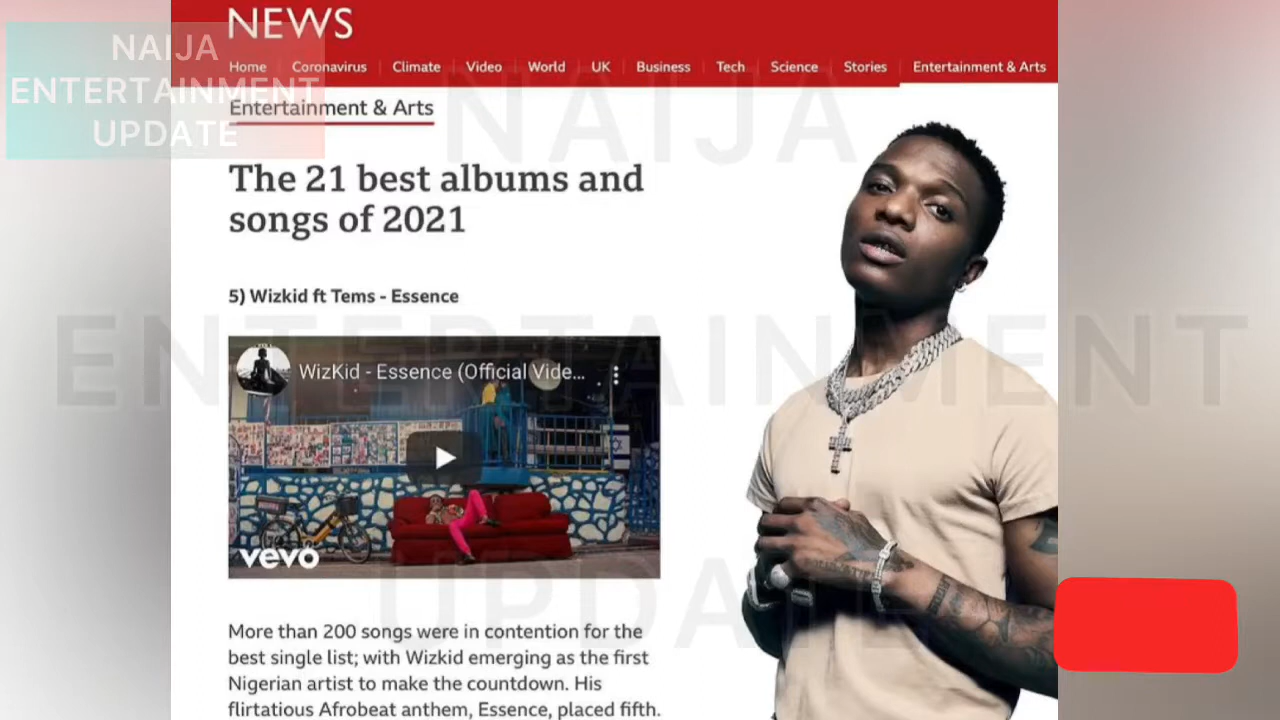 NEWS
NAIJA
ENTERTAINMENT
UPDATE
Home Coronavirus Climate Video World UK Business Tech Science Stories Entertainment & Arts
Entertainment & Arts
The 21 best albums and
songs of 2021
5) Wizkid ft Tems - Essence
WizKid - Essence (Official Vide...
vevo
More than 200 songs were in contention for the
best single list; with Wizkid emerging as the first
Nigerian artist to make the countdown. His
flirtatious Afrobeat anthem, Essence, placed fifth.
NAIJA
ENTERTAINMENT
UPDATE